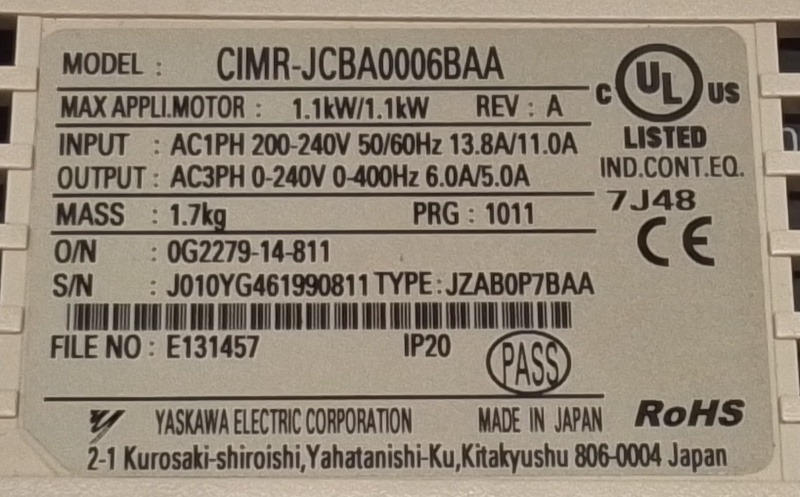 MODEL : CIMR-JCBA0006BAA
MAX APPLI.MOTOR : 1.1kW/1.1kW REV : A
INPUT : AC1PH 200-240V 50/60Hz 13.8A/11.0A
OUTPUT : AC3PH 0-240V 0-400Hz 6.0A/5.0A
MASS : 1.7kg PRG : 1011
O/N : 0G2279-14-811
S/N : J010YG461990811 TYPE : JZAB0P7BAA
FILE NO : E131457 IP20 PASS
C UL US
LISTED
IND.CONT.EQ.
7J48
CE
YASKAWA ELECTRIC CORPORATION MADE IN JAPAN RoHS
2-1 Kurosaki-shiroishi,Yahatanishi-Ku,Kitakyushu 806-0004 Japan